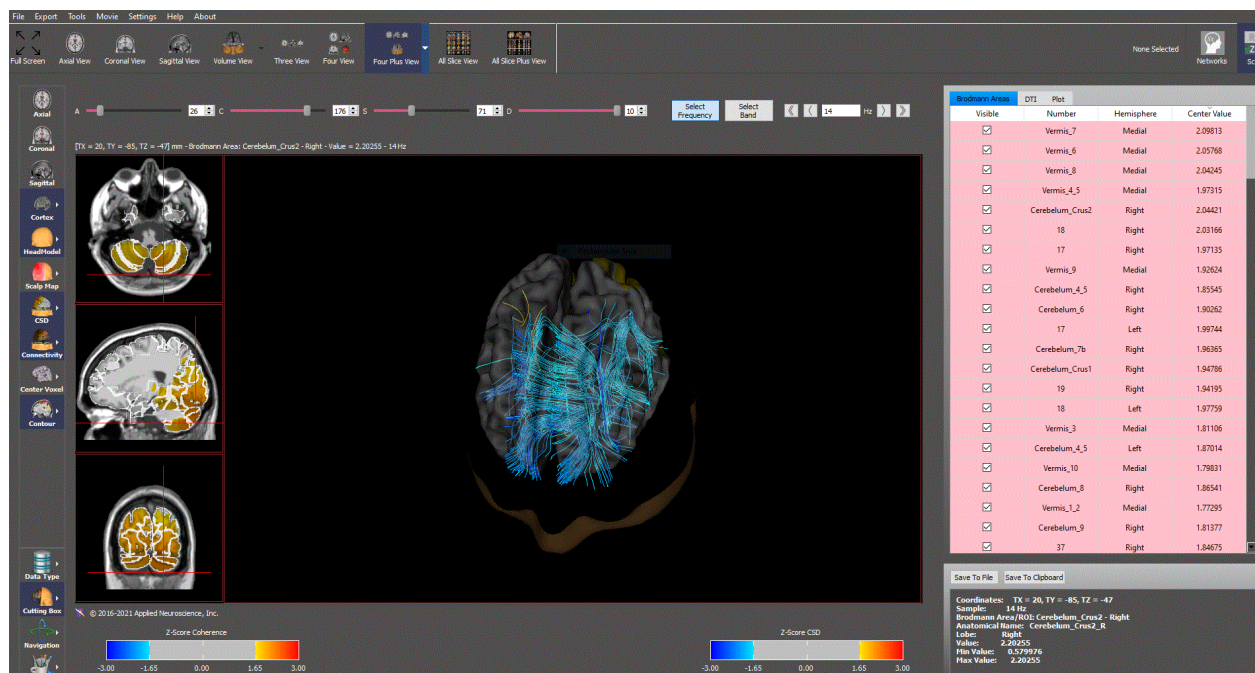 File Export Tools Movie Settings Help About
Full Screen Axial View Coronal View Sagittal View Volume View Three View Four View Four Plus View All Slice View All Slice Plus View None Selected Networks
A 26 C 176 S 71 D 10 Select Frequency Select Band 14 Hz
[TX = 20, TY = -85, TZ = -47] mm - Brodmann Area: Cerebelum_Crus2 - Right - Value = 2.20255 - 14 Hz
Axial
Coronal
Sagittal
Cortex
HeadModel
Scalp Map
CSD
Connectivity
Center Voxel
Contour
Data Type
Cutting Box
Navigation
© 2016-2021 Applied Neuroscience, Inc.
Z-Score Coherence
-3.00 -1.65 0.00 1.65 3.00
Z-Score CSD
-3.00 -1.65 0.00 1.65 3.00
Brodmann Areas DTI Plot
Visible Number Hemisphere Center Value
Vermis_7 Medial 2.09813
Vermis_6 Medial 2.05768
Vermis_8 Medial 2.04245
Vermis_4_5 Medial 1.97315
Cerebelum_Crus2 Right 2.04421
18 Right 2.03166
17 Right 1.97135
Vermis_9 Medial 1.92624
Cerebelum_4_5 Right 1.85545
Cerebelum_6 Right 1.90262
17 Left 1.99744
Cerebelum_7b Right 1.96365
Cerebelum_Crus1 Right 1.94786
19 Right 1.94195
18 Left 1.97759
Vermis_3 Medial 1.81106
Cerebelum_4_5 Left 1.87014
Vermis_10 Medial 1.79831
Cerebelum_8 Right 1.86541
Vermis_1_2 Medial 1.77295
Cerebelum_9 Right 1.81377
37 Right 1.84675
Save To File Save To Clipboard
Coordinates: TX = 20, TY = -85, TZ = -47
Sample: 14 Hz
Brodmann Area/ROI: Cerebelum_Crus2 - Right
Anatomical Name: Cerebelum_Crus2_R
Lobe: Right
Value: 2.20255
Min Value: 0.579976
Max Value: 2.20255